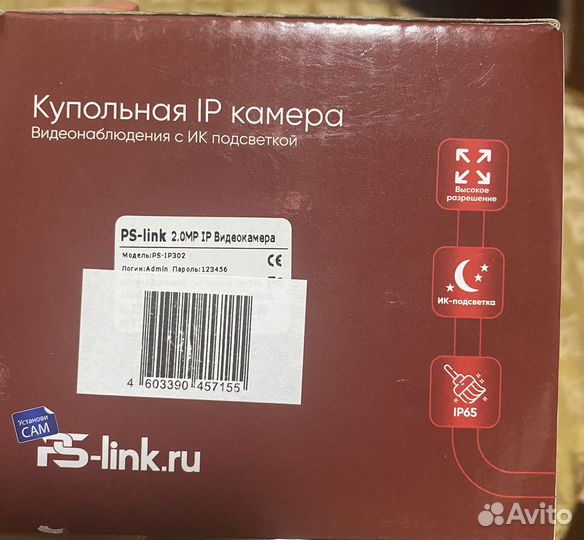 Купольная IP камера
Видеонаблюдения с ИК подсветкой
Высокое
разрешение
PS-link 2.0MP IP Видеокамера
Модель:PS-IP302
CE
Логин:Admin Пароль:123456
ИК-подсветка
4 603390 457155
IP65
Установи
САМ
PS-link.ru
Avito